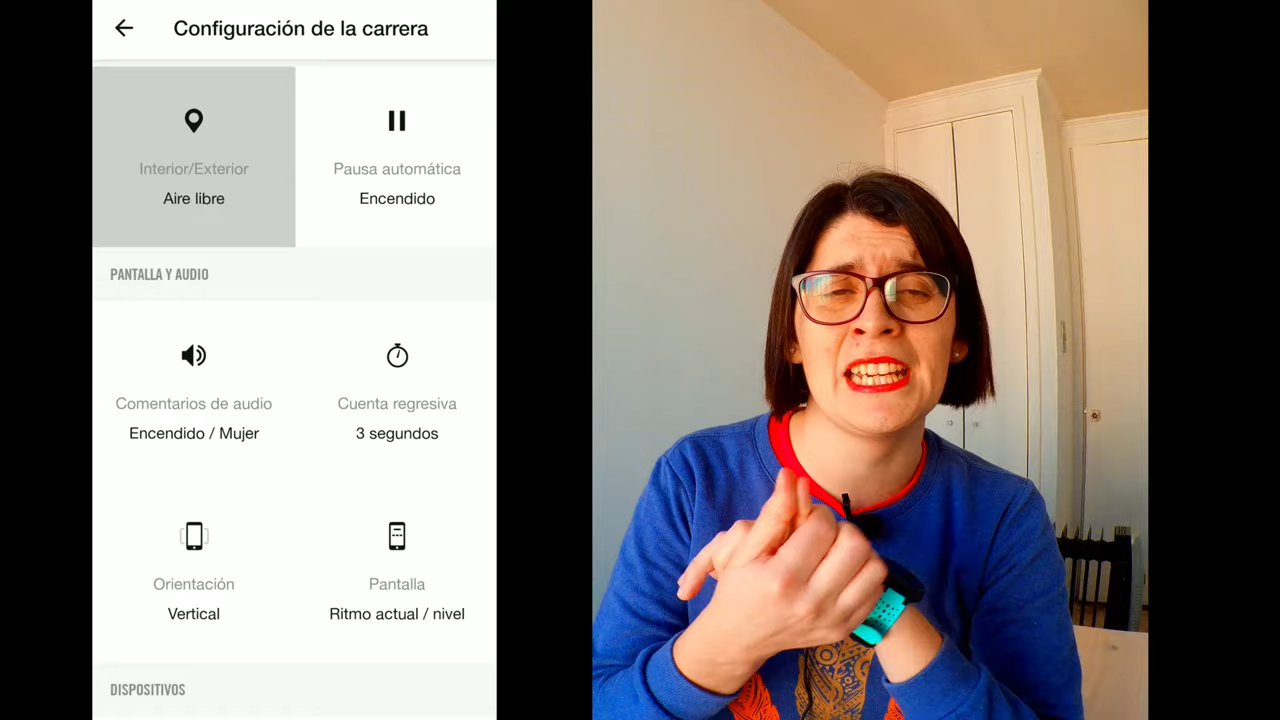 Configuración de la carrera
Interior/Exterior
Aire libre
Pausa automática
Encendido
PANTALLA Y AUDIO
Comentarios de audio
Encendido / Mujer
Cuenta regresiva
3 segundos
Orientación
Vertical
Pantalla
Ritmo actual / nivel
DISPOSITIVOS